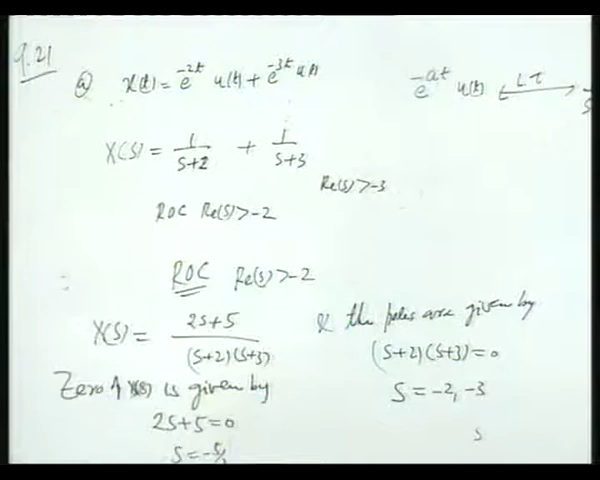 9.21
(a) x(t) = e^{-2t} u(t) + e^{-3t} u(t)
e^{-at} u(t) ⟷ LT
X(S) = 1/(S+2) + 1/(S+3)
Re(S) > -3
ROC Re(S) > -2
ROC Re(S) > -2
X(S) = (2S+5)/((S+2)(S+3))
Zero of X(S) is given by
2S+5 = 0
S = -5/2
& the poles are given by
(S+2)(S+3) = 0
S = -2, -3
S